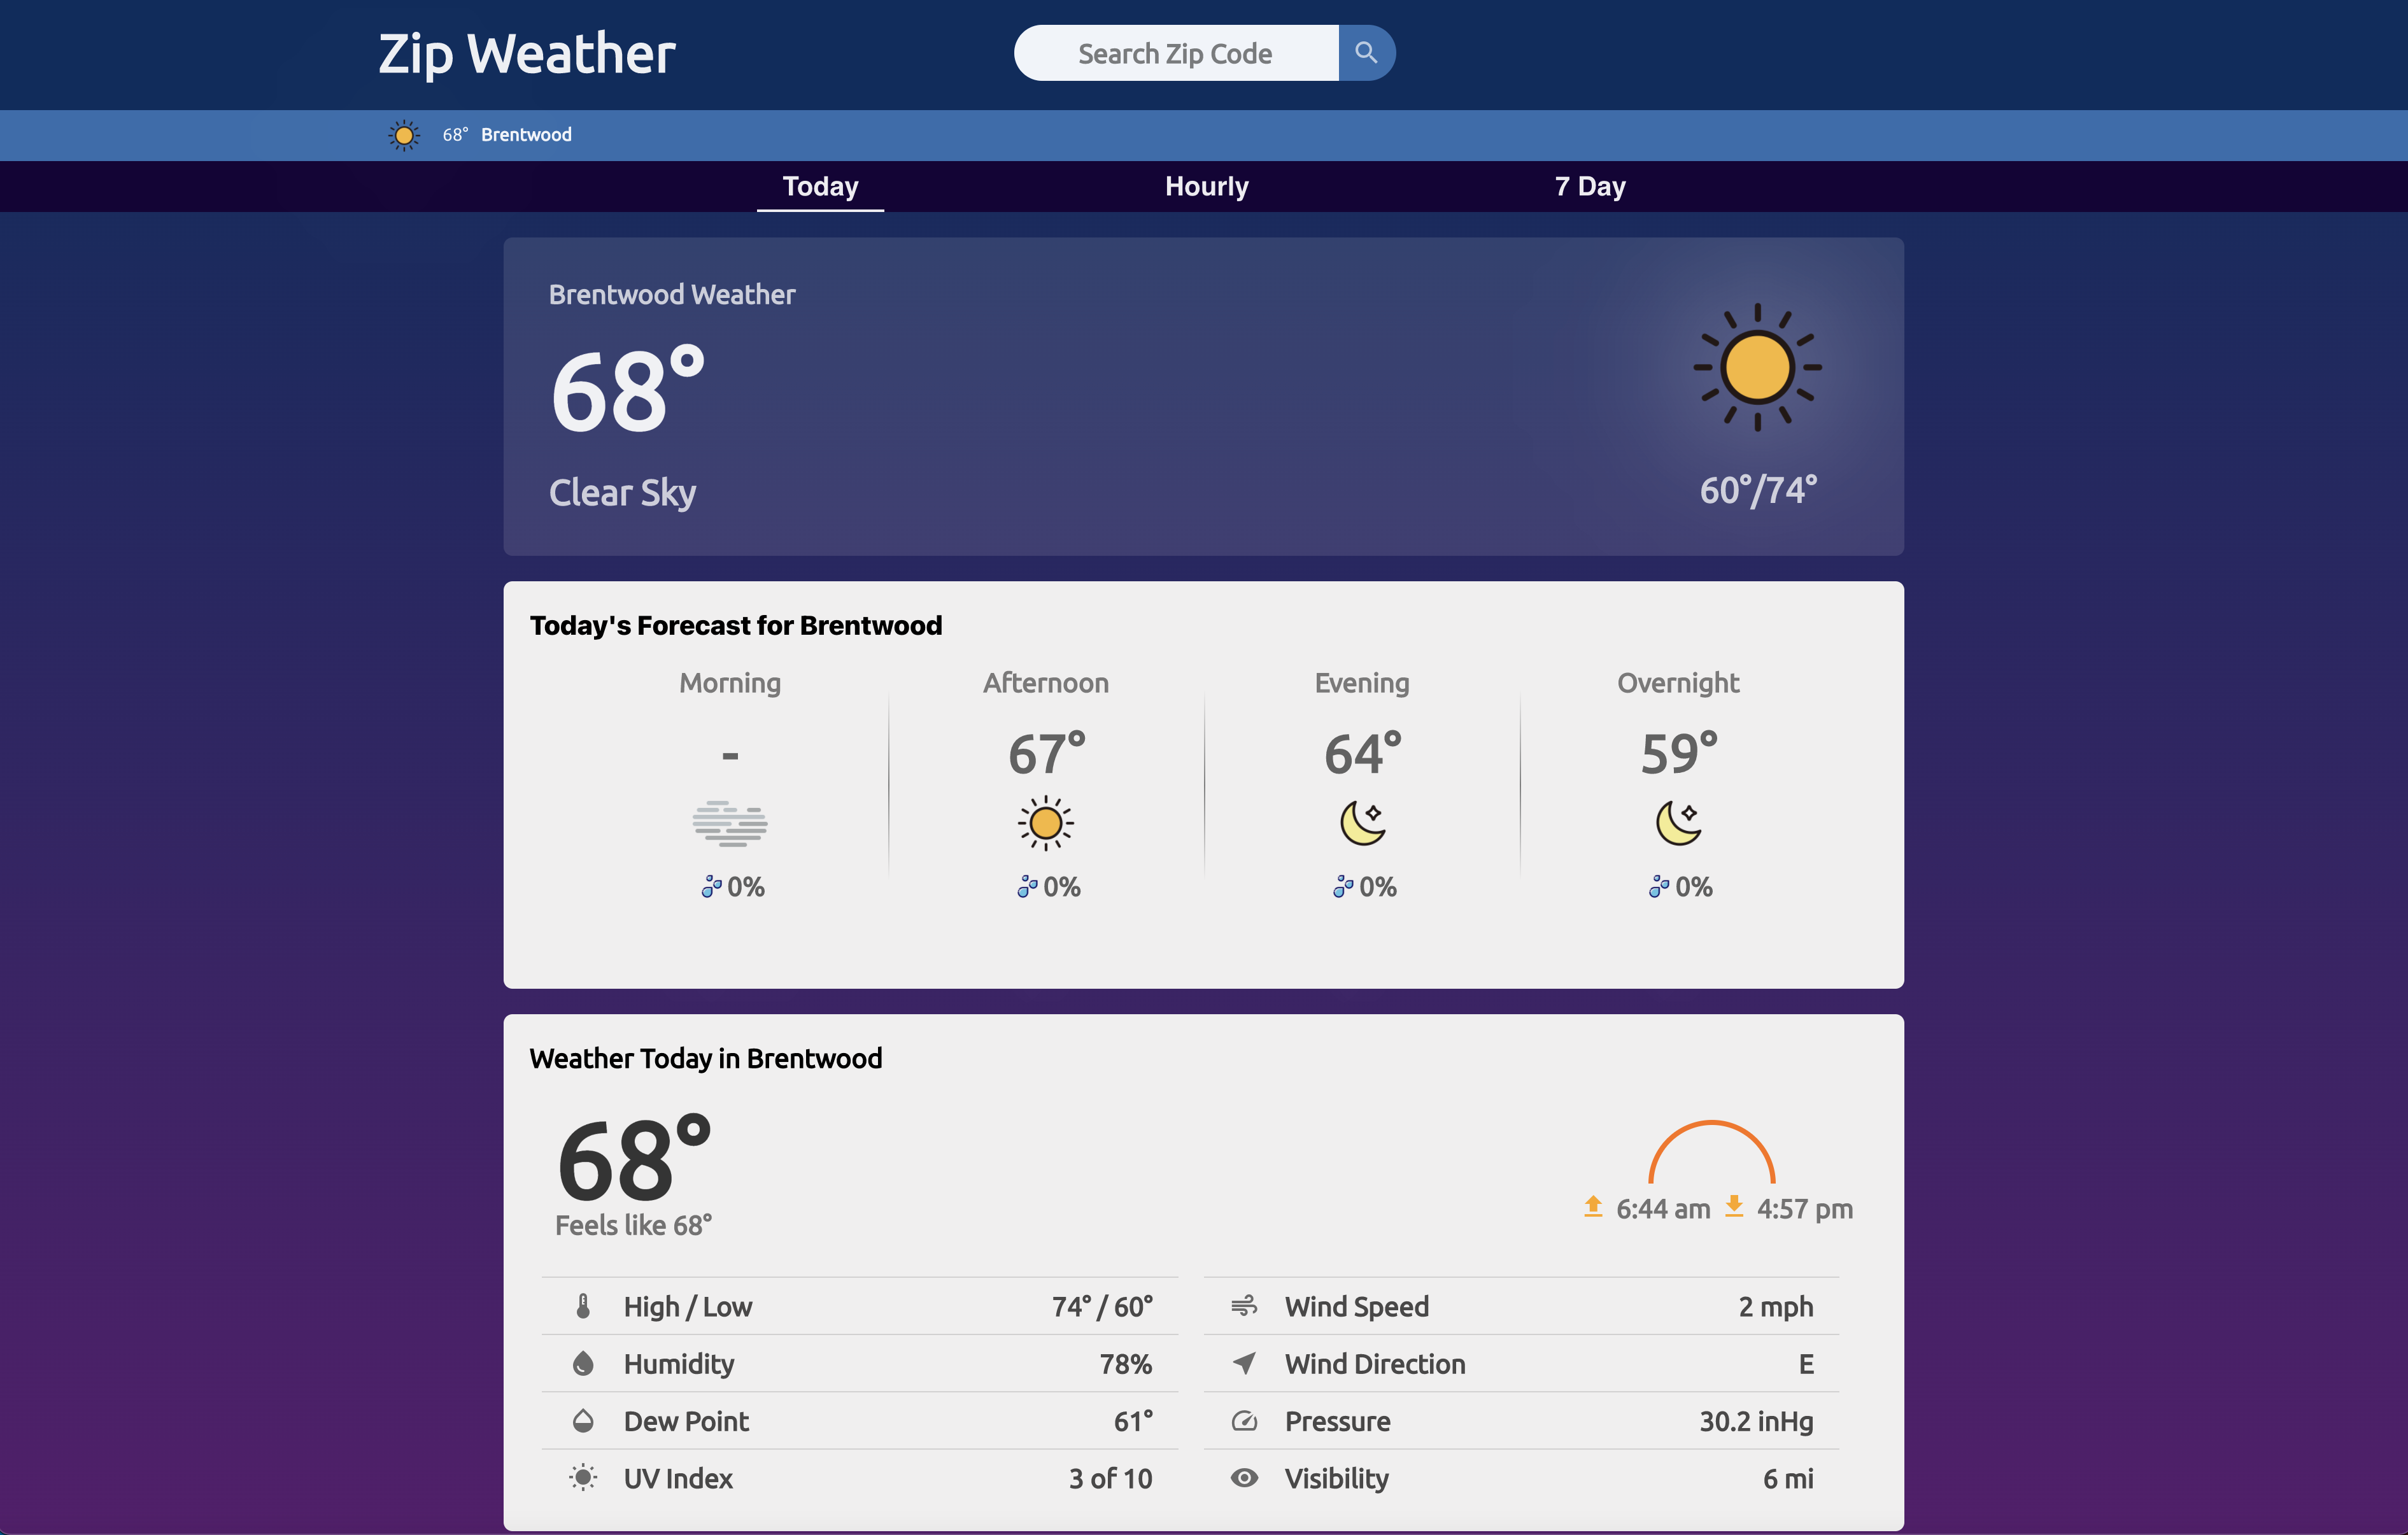 Zip Weather
Search Zip Code
68° Brentwood
Today Hourly 7 Day
Brentwood Weather
68°
Clear Sky
60°/74°
Today's Forecast for Brentwood
Morning Afternoon Evening Overnight
- 67° 64° 59°
0% 0% 0% 0%
Weather Today in Brentwood
68°
Feels like 68°
6:44 am 4:57 pm
High / Low 74° / 60°
Wind Speed 2 mph
Humidity 78%
Wind Direction E
Dew Point 61°
Pressure 30.2 inHg
UV Index 3 of 10
Visibility 6 mi